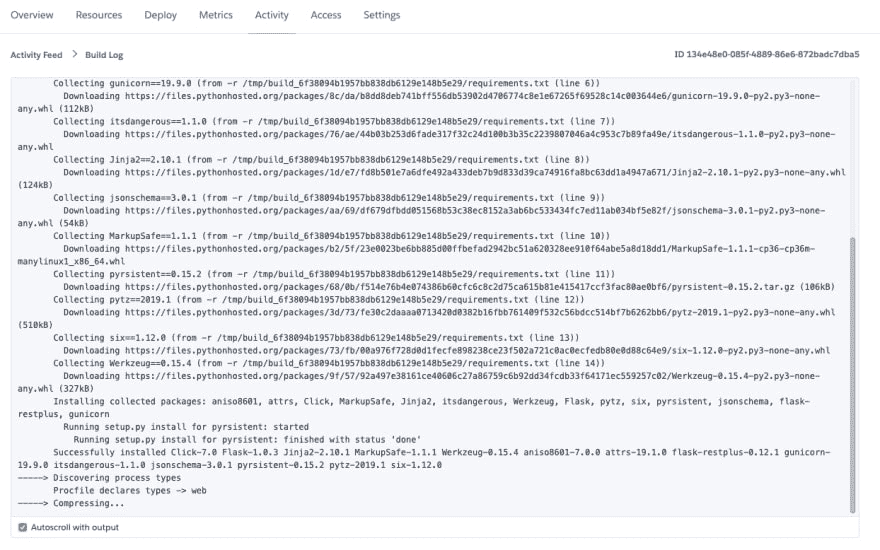 Overview Resources Deploy Metrics Activity Access Settings
Activity Feed > Build Log ID 134e48e0-085f-4889-86e6-872badc7dba5
Collecting gunicorn==19.9.0 (from -r /tmp/build_6f38094b1957bb838db6129e148b5e29/requirements.txt (line 6))
Downloading https://files.pythonhosted.org/packages/8c/da/b8dd8deb741bff556db53902d4706774c8e1e67265f69528c14c003644e6/gunicorn-19.9.0-py2.py3-none-
any.whl (112kB)
Collecting itsdangerous==1.1.0 (from -r /tmp/build_6f38094b1957bb838db6129e148b5e29/requirements.txt (line 7))
Downloading https://files.pythonhosted.org/packages/76/ae/44b03b253d6fade317f32c24d100b3b35c2239807046a4c953c7b89fa49e/itsdangerous-1.1.0-py2.py3-none-
any.whl
Collecting Jinja2==2.10.1 (from -r /tmp/build_6f38094b1957bb838db6129e148b5e29/requirements.txt (line 8))
Downloading https://files.pythonhosted.org/packages/1d/e7/fd8b501e7a6dfe492a433deb7b9d833d39ca74916fa8bc63dd1a4947a671/Jinja2-2.10.1-py2.py3-none-any.whl
(124kB)
Collecting jsonschema==3.0.1 (from -r /tmp/build_6f38094b1957bb838db6129e148b5e29/requirements.txt (line 9))
Downloading https://files.pythonhosted.org/packages/aa/69/df679dfbdd051568b53c38ec8152a3ab6bc533434fc7ed11ab034bf5e82f/jsonschema-3.0.1-py2.py3-none-
any.whl (54kB)
Collecting MarkupSafe==1.1.1 (from -r /tmp/build_6f38094b1957bb838db6129e148b5e29/requirements.txt (line 10))
Downloading https://files.pythonhosted.org/packages/b2/5f/23e0023be6bb885d00ffbefad2942bc51a620328ee910f64abe5a8d18dd1/MarkupSafe-1.1.1-cp36-cp36m-
manylinux1_x86_64.whl
Collecting pyrsistent==0.15.2 (from -r /tmp/build_6f38094b1957bb838db6129e148b5e29/requirements.txt (line 11))
Downloading https://files.pythonhosted.org/packages/68/0b/f514e76b4e074386b60cfc6c8c2d75ca615b81e415417ccf3fac80ae0bf6/pyrsistent-0.15.2.tar.gz (106kB)
Collecting pytz==2019.1 (from -r /tmp/build_6f38094b1957bb838db6129e148b5e29/requirements.txt (line 12))
Downloading https://files.pythonhosted.org/packages/3d/73/fe30c2daaaa0713420d0382b16fbb761409f532c56bdcc514bf7b6262bb6/pytz-2019.1-py2.py3-none-any.whl
(510kB)
Collecting six==1.12.0 (from -r /tmp/build_6f38094b1957bb838db6129e148b5e29/requirements.txt (line 13))
Downloading https://files.pythonhosted.org/packages/73/fb/00a976f728d0d1fecfe898238ce23f502a721c0ac0ecfedb80e0d88c64e9/six-1.12.0-py2.py3-none-any.whl
Collecting Werkzeug==0.15.4 (from -r /tmp/build_6f38094b1957bb838db6129e148b5e29/requirements.txt (line 14))
Downloading https://files.pythonhosted.org/packages/9f/57/92a497e38161ce40606c27a86759c6b92dd34fcdb33f64171ec559257c02/Werkzeug-0.15.4-py2.py3-none-
any.whl (327kB)
Installing collected packages: aniso8601, attrs, Click, MarkupSafe, Jinja2, itsdangerous, Werkzeug, Flask, pytz, six, pyrsistent, jsonschema, flask-
restplus, gunicorn
Running setup.py install for pyrsistent: started
Running setup.py install for pyrsistent: finished with status 'done'
Successfully installed Click-7.0 Flask-1.0.3 Jinja2-2.10.1 MarkupSafe-1.1.1 Werkzeug-0.15.4 aniso8601-7.0.0 attrs-19.1.0 flask-restplus-0.12.1 gunicorn-
19.9.0 itsdangerous-1.1.0 jsonschema-3.0.1 pyrsistent-0.15.2 pytz-2019.1 six-1.12.0
-----> Discovering process types
Procfile declares types -> web
-----> Compressing...
Autoscroll with output